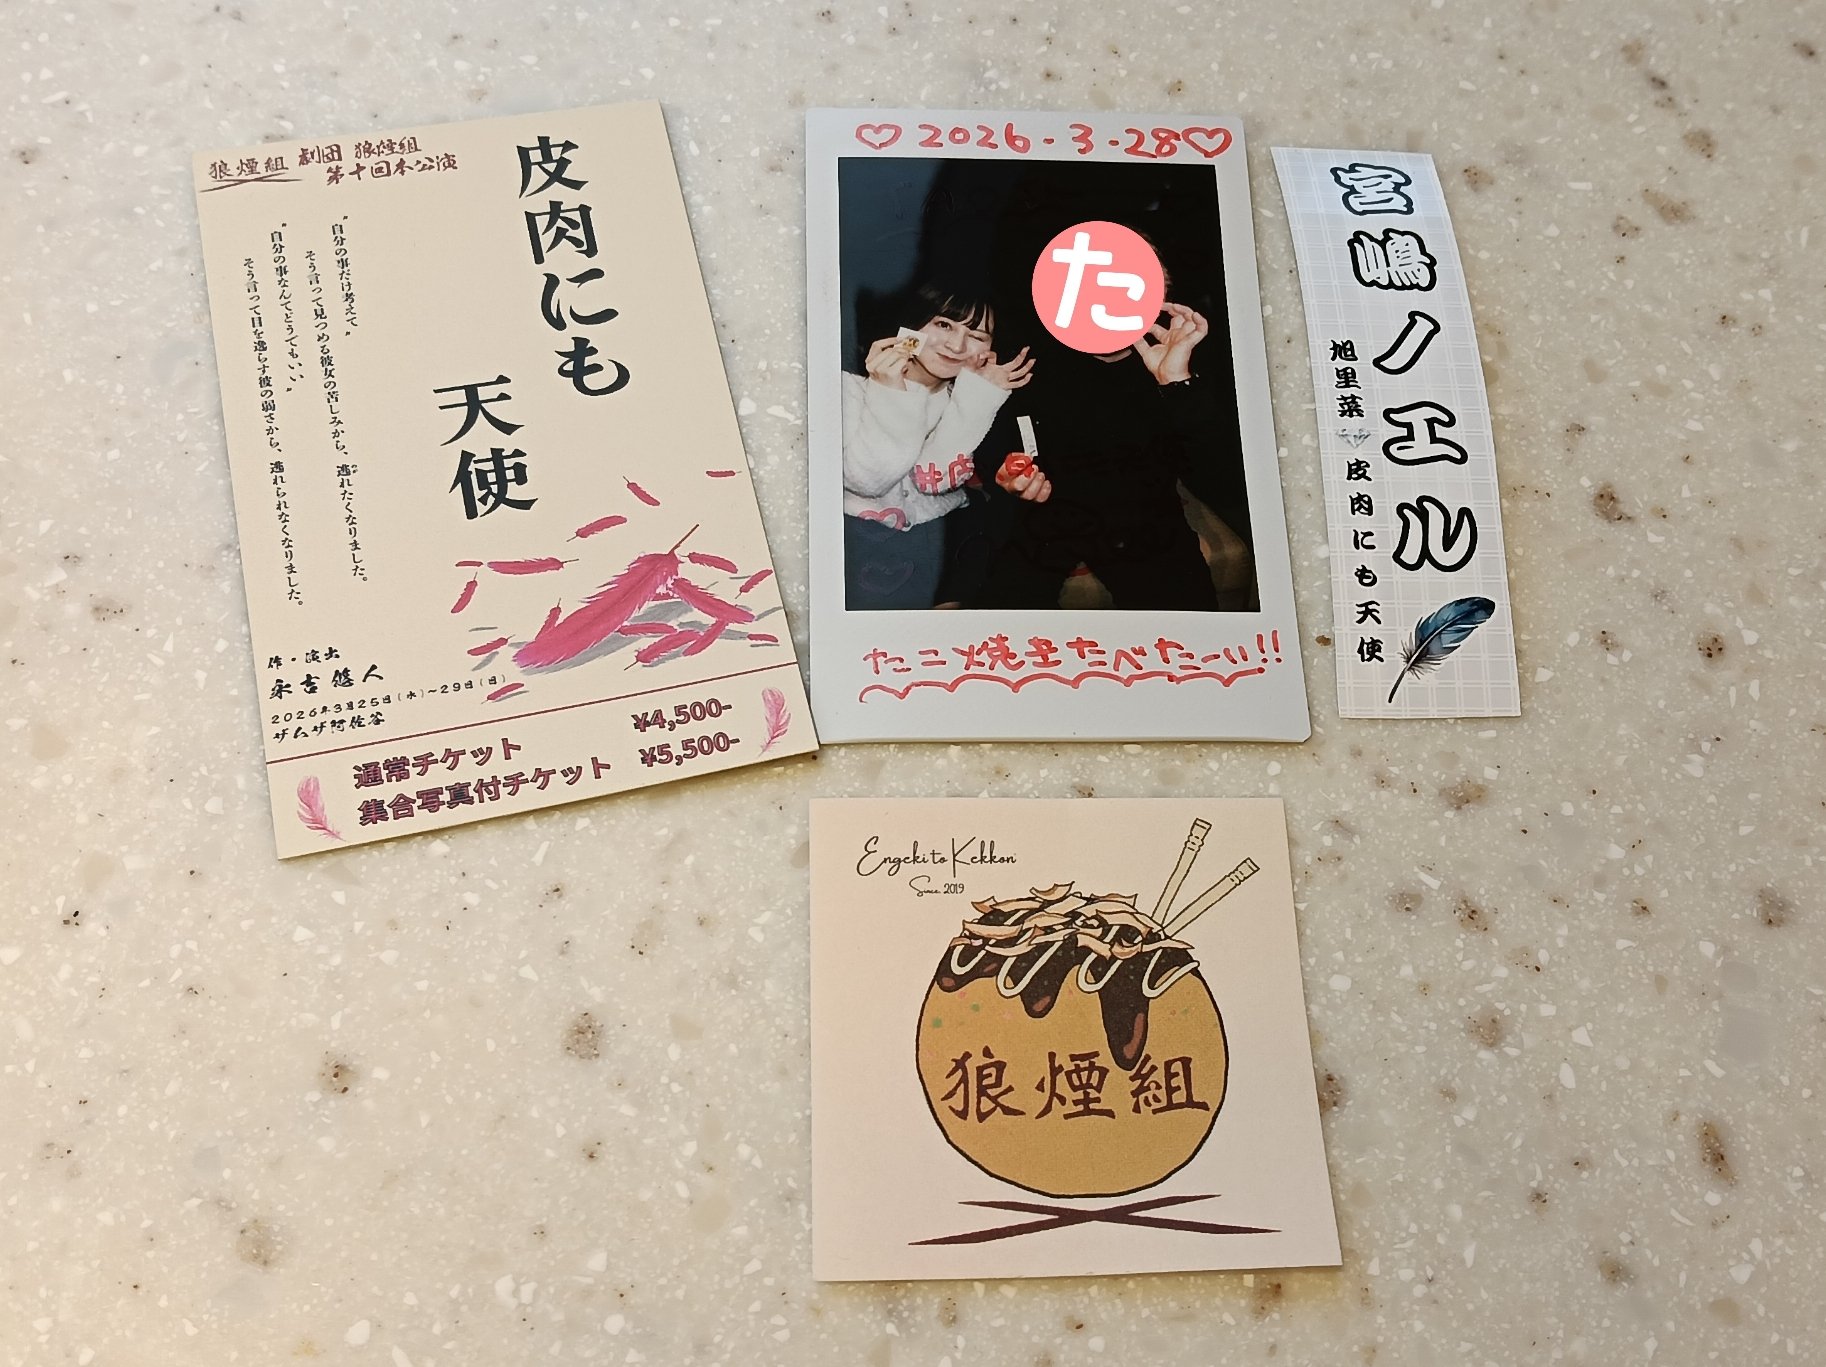 狼煙組 劇団 狼煙組
第十回本公演
皮肉にも
天使
"自分の事だけ考えて"
そう言って見つめる彼女の苦しみから、逃れたくなりました。
"自分の事なんてどうでもいい"
そう言って目を逸らす彼の弱さから、逃れられなくなりました。
作・演出
永吉悠人
2026年3月25日(水)~29日(日)
ザムザ阿佐谷
通常チケット ¥4,500-
集合写真付チケット ¥5,500-
♡2026.3.28♡
た
たこ焼きたべたーい!!
宮嶋ノエル
旭里菜
皮肉にも天使
Engeki to Kekkon
Since. 2019
狼煙組